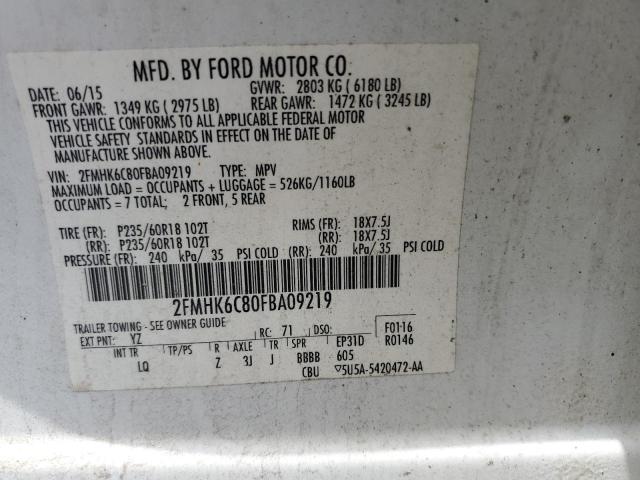 MFD. BY FORD MOTOR CO.
DATE: 06/15 GVWR: 2803 KG ( 6180 LB)
FRONT GAWR: 1349 KG ( 2975 LB) REAR GAWR: 1472 KG ( 3245 LB)
THIS VEHICLE CONFORMS TO ALL APPLICABLE FEDERAL MOTOR
VEHICLE SAFETY STANDARDS IN EFFECT ON THE DATE OF
MANUFACTURE SHOWN ABOVE.
VIN: 2FMHK6C80FBA09219 TYPE: MPV
MAXIMUM LOAD = OCCUPANTS + LUGGAGE = 526KG/1160LB
OCCUPANTS = 7 TOTAL; 2 FRONT, 5 REAR
TIRE (FR): P235/60R18 102T RIMS (FR): 18X7.5J
(RR): P235/60R18 102T (RR): 18X7.5J
PRESSURE (FR): 240 kPa/ 35 PSI COLD (RR): 240 kPa/ 35 PSI COLD
2FMHK6C80FBA09219
TRAILER TOWING - SEE OWNER GUIDE
EXT PNT: YZ RC: 71 DSO: F0116
INT TR TP/PS R AXLE TR SPR EP31D R0146
LQ Z 3J J BBBB 605
CBU ▽5U5A-5420472-AA